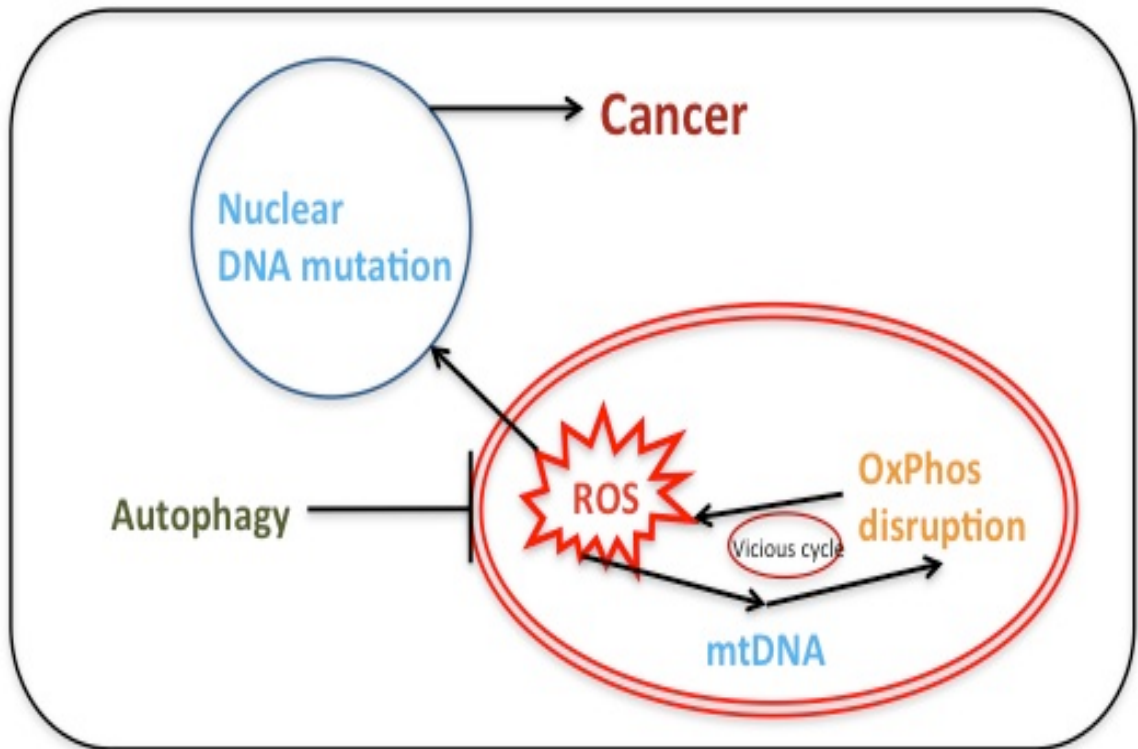 Cancer
Nuclear
DNA mutation
Autophagy
ROS
OxPhos
disruption
Vicious cycle
mtDNA